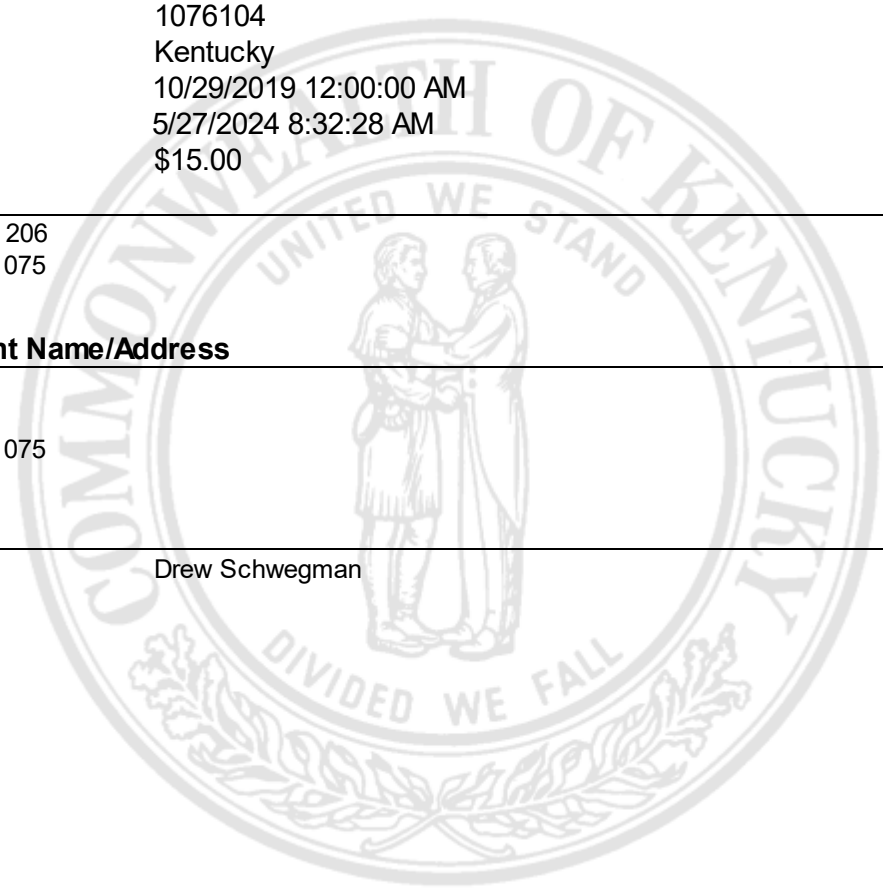 1076104
Kentucky
10/29/2019 12:00:00 AM
5/27/2024 8:32:28 AM
$15.00
206
075
nt Name/Address
075
Drew Schwegman
COMMONWEALTH OF KENTUCKY
UNITED WE STAND
DIVIDED WE FALL